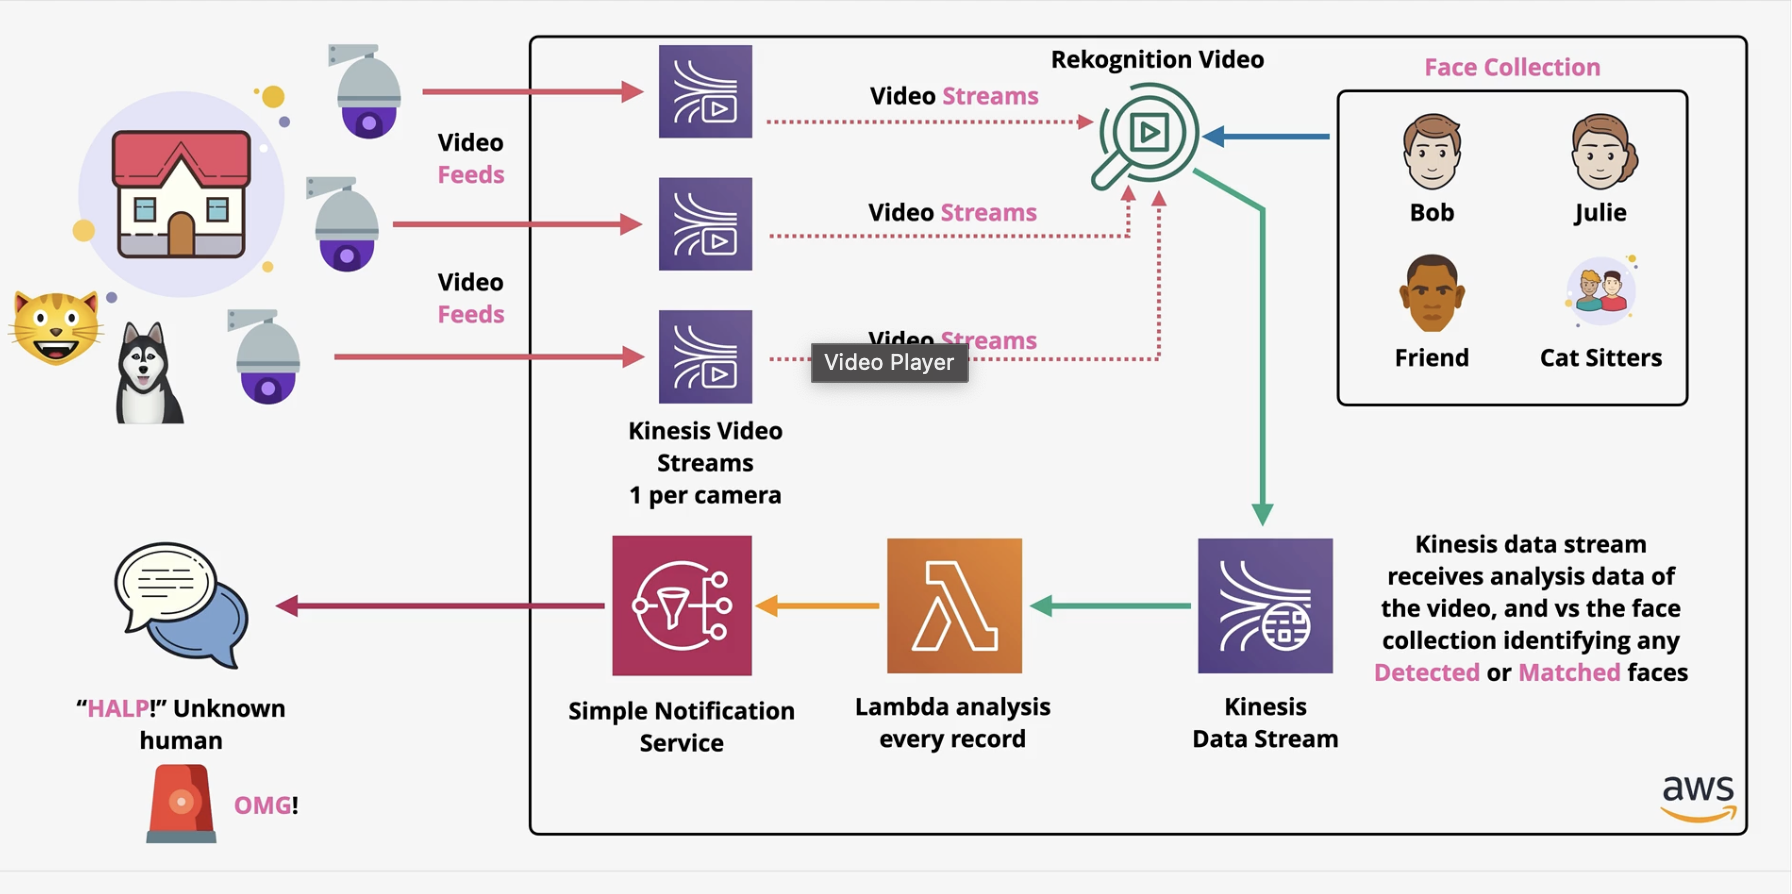 Rekognition Video
Face Collection
Video Streams
Video
Feeds
Bob
Julie
Video Streams
Video
Feeds
Video Streams
Video Player
Friend
Cat Sitters
Kinesis Video
Streams
1 per camera
Kinesis data stream
receives analysis data of
the video, and vs the face
collection identifying any
Detected or Matched faces
"HALP!" Unknown
human
OMG!
Simple Notification
Service
Lambda analysis
every record
Kinesis
Data Stream
aws